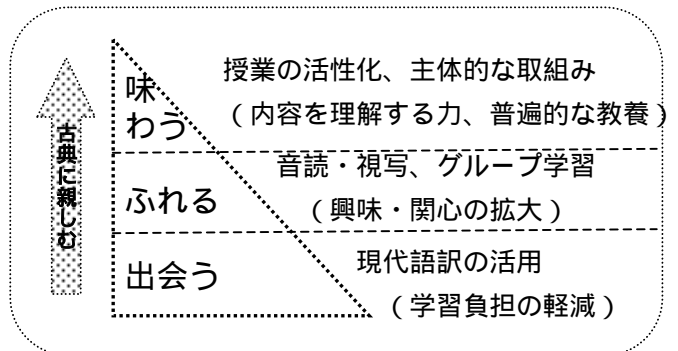 古典に親しむ
味
わう
授業の活性化、主体的な取組み
（内容を理解する力、普遍的な教養）
ふれる
音読・視写、グループ学習
（興味・関心の拡大）
出会う
現代語訳の活用
（学習負担の軽減）